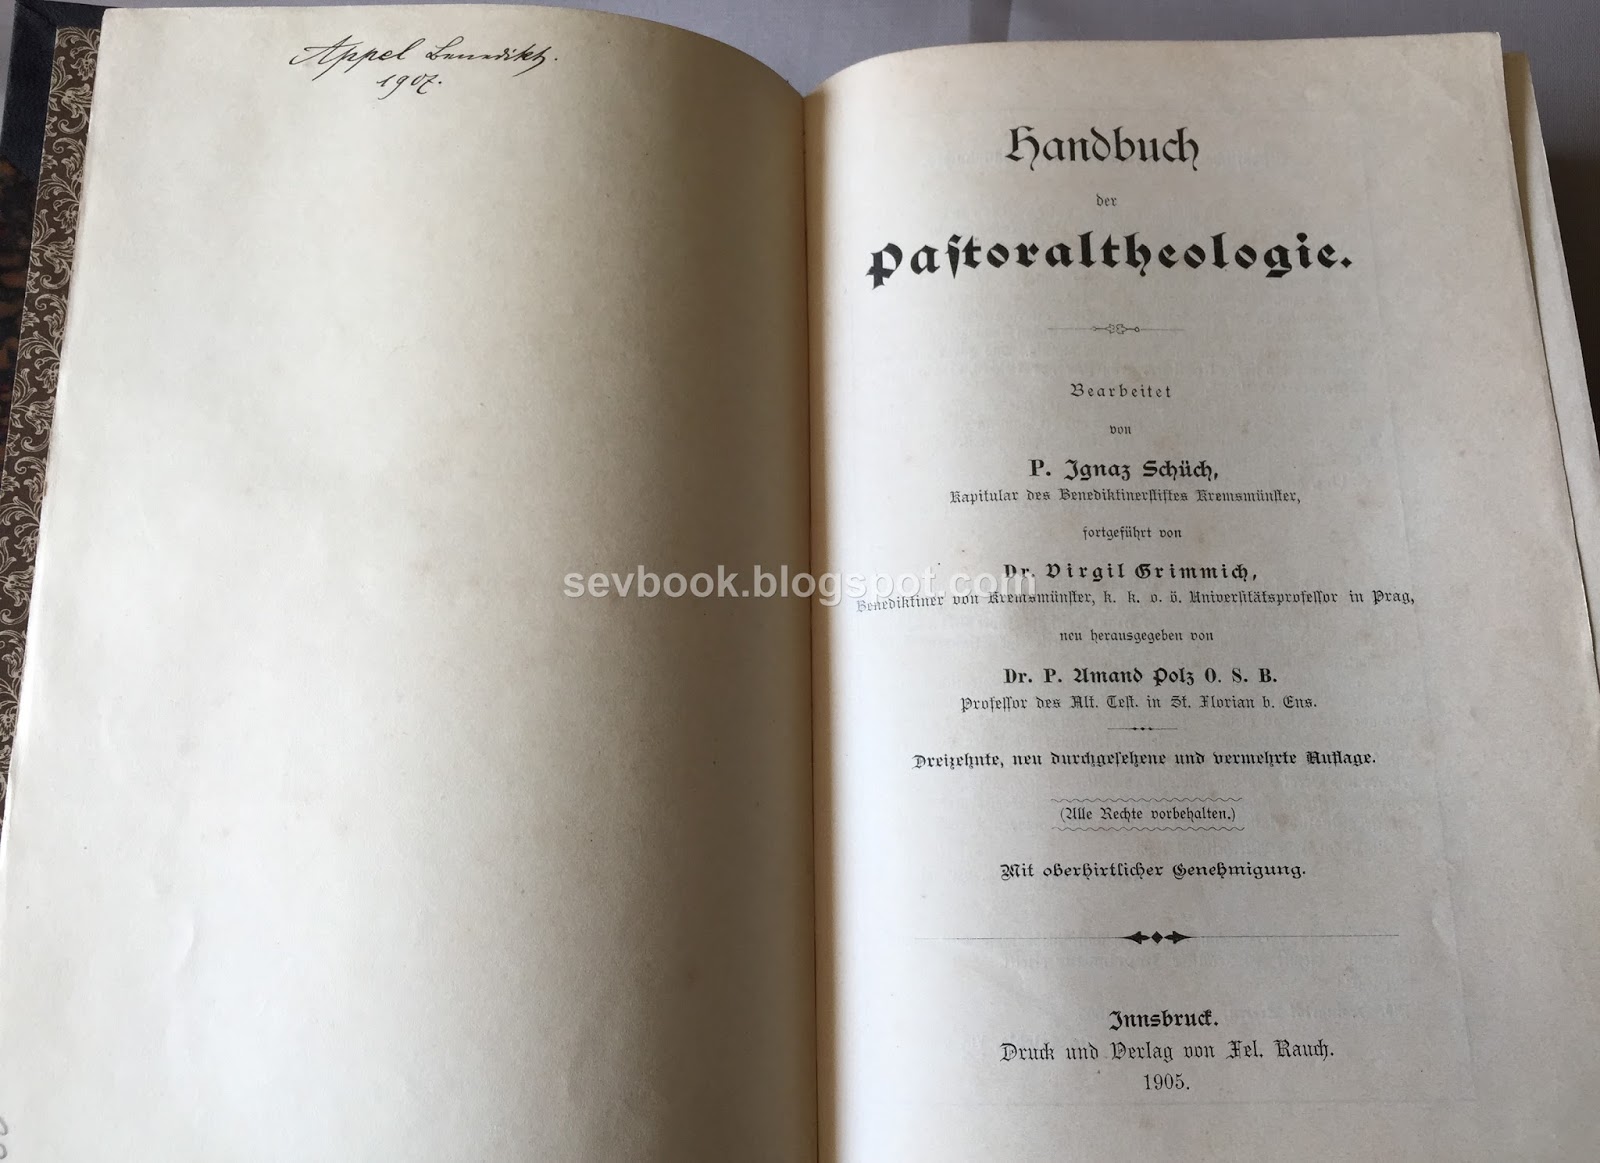 Appel Benedikt.
1907.
Handbuch
der
Paſtoraltheologie.
Bearbeitet
von
P. Ignaz Schüch,
Kapitular des Benediktinerſtiftes Kremsmünſter,
fortgeführt von
Dr. Virgil Grimmich,
Benediktiner von Kremsmünſter, k. k. o. ö. Univerſitätsprofeſſor in Prag,
neu herausgegeben von
Dr. P. Amand Polz O. S. B.
Profeſſor des Alt. Teſt. in St. Florian b. Ens.
Dreizehnte, neu durchgeſehene und vermehrte Auflage.
(Alle Rechte vorbehalten.)
Mit oberhirtlicher Genehmigung.
Innsbruck.
Druck und Verlag von Fel. Rauch.
1905.
sevbook.blogspot.com